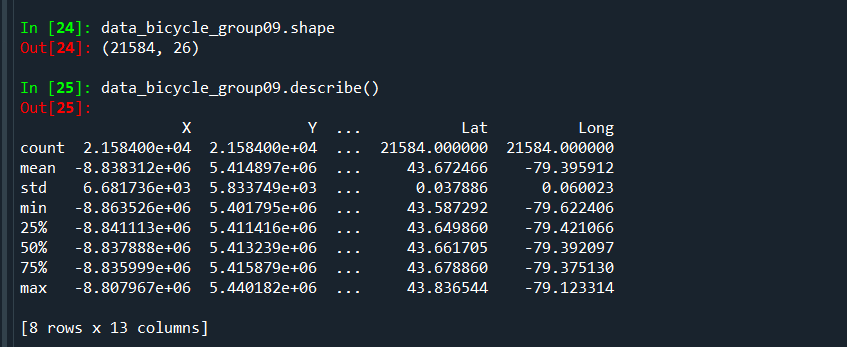 In [24]: data_bicycle_group09.shape
Out[24]: (21584, 26)
In [25]: data_bicycle_group09.describe()
Out[25]:
X Y ... Lat Long
count 2.158400e+04 2.158400e+04 ... 21584.000000 21584.000000
mean -8.838312e+06 5.414897e+06 ... 43.672466 -79.395912
std 6.681736e+03 5.833749e+03 ... 0.037886 0.060023
min -8.863526e+06 5.401795e+06 ... 43.587292 -79.622406
25% -8.841113e+06 5.411416e+06 ... 43.649860 -79.421066
50% -8.837888e+06 5.413239e+06 ... 43.661705 -79.392097
75% -8.835999e+06 5.415879e+06 ... 43.678860 -79.375130
max -8.807967e+06 5.440182e+06 ... 43.836544 -79.123314
[8 rows x 13 columns]